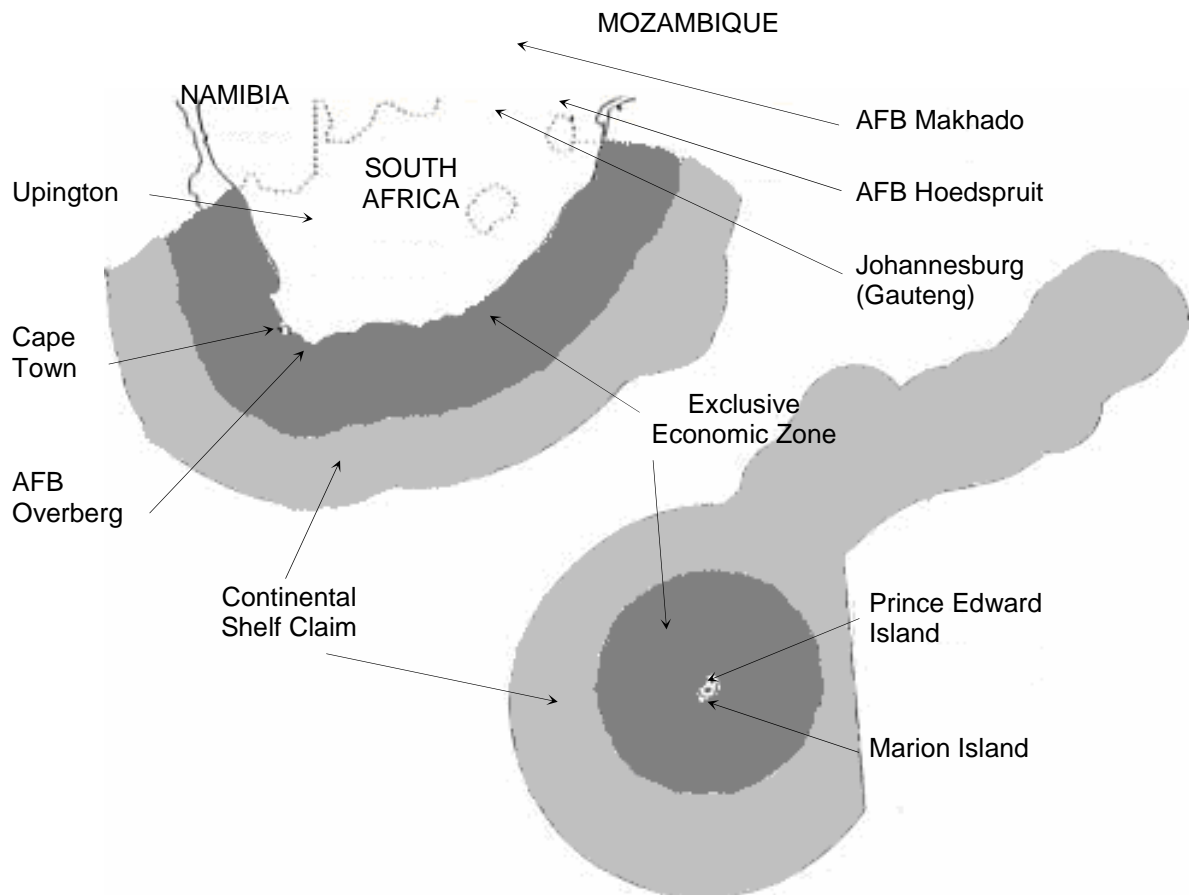 MOZAMBIQUE
NAMIBIA
AFB Makhado
SOUTH
AFRICA
Upington
AFB Hoedspruit
Johannesburg
(Gauteng)
Cape
Town
Exclusive
Economic Zone
AFB
Overberg
Continental
Shelf Claim
Prince Edward
Island
Marion Island